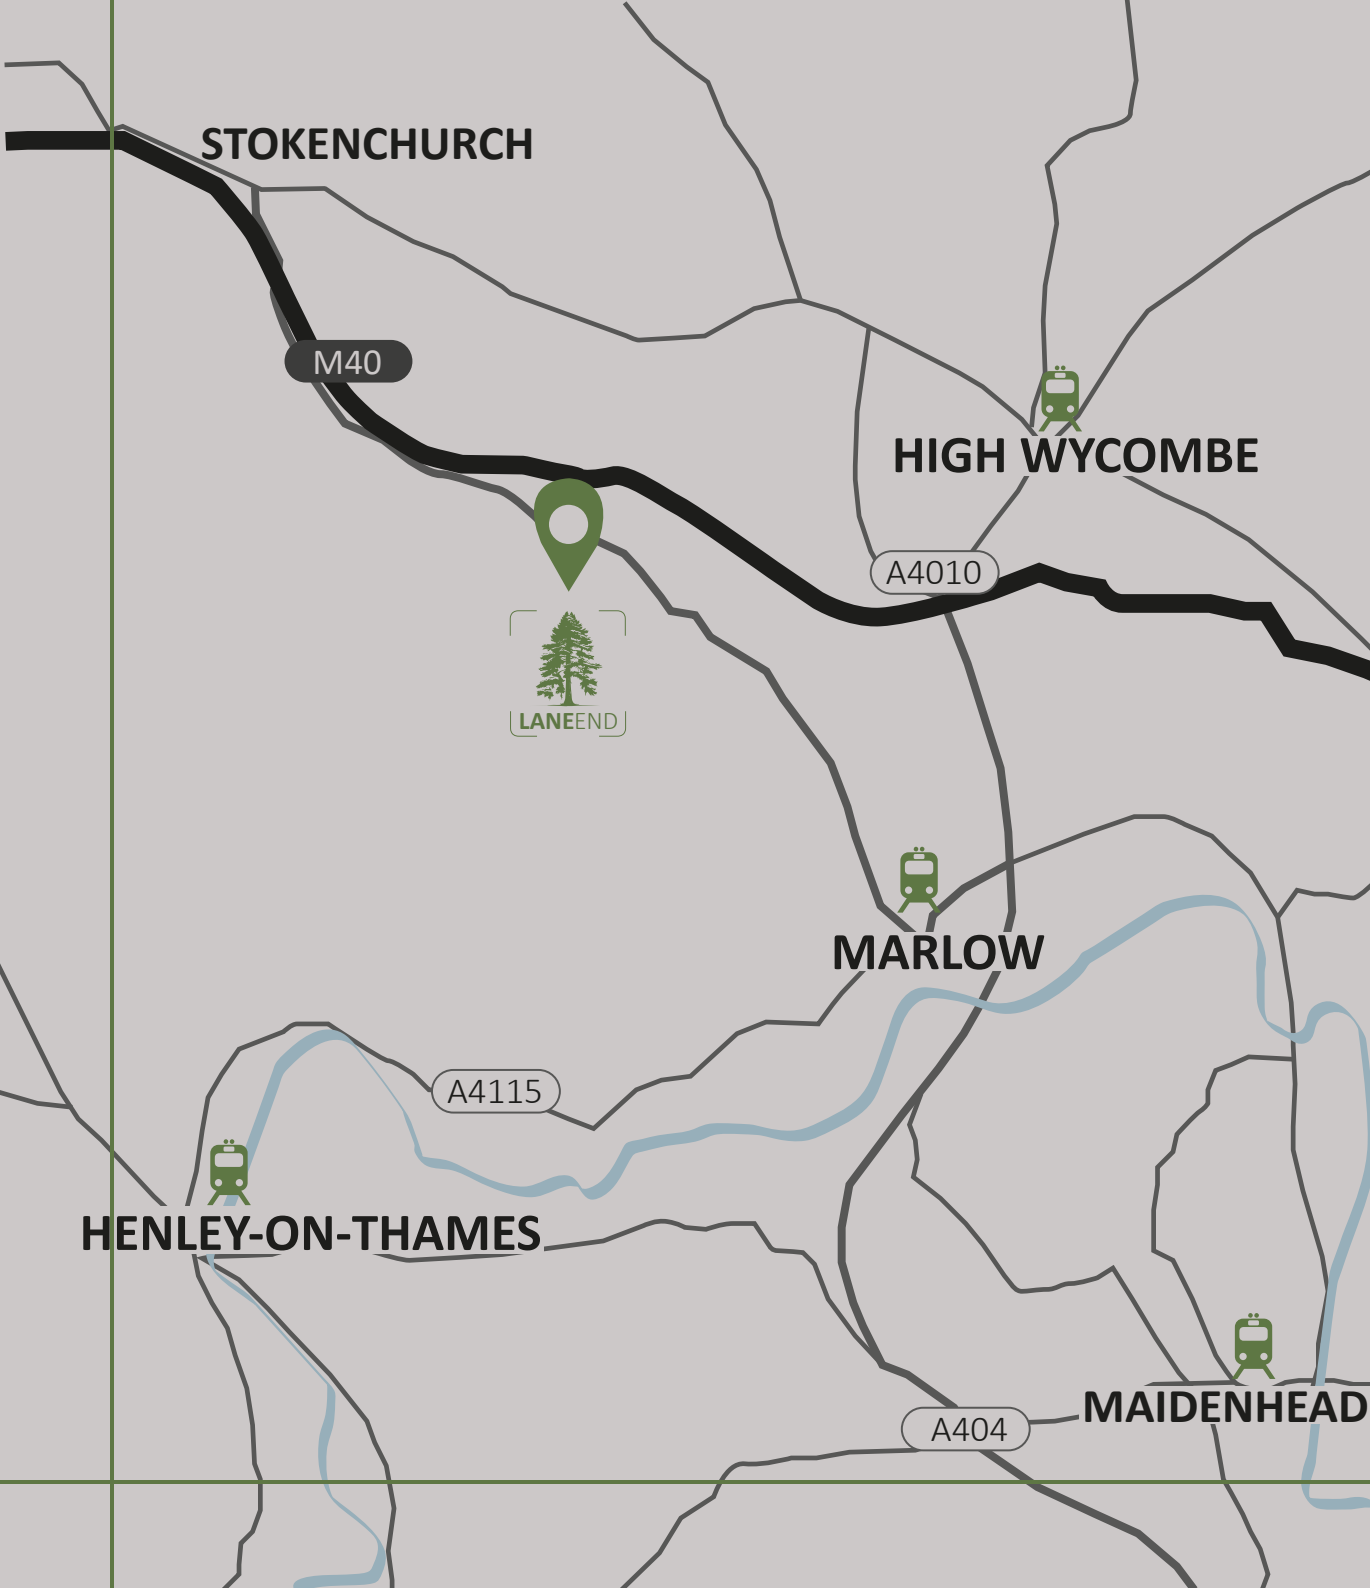 STOKENCHURCH
M40
HIGH WYCOMBE
A4010
LANEEND
MARLOW
A4115
HENLEY-ON-THAMES
MAIDENHEAD
A404